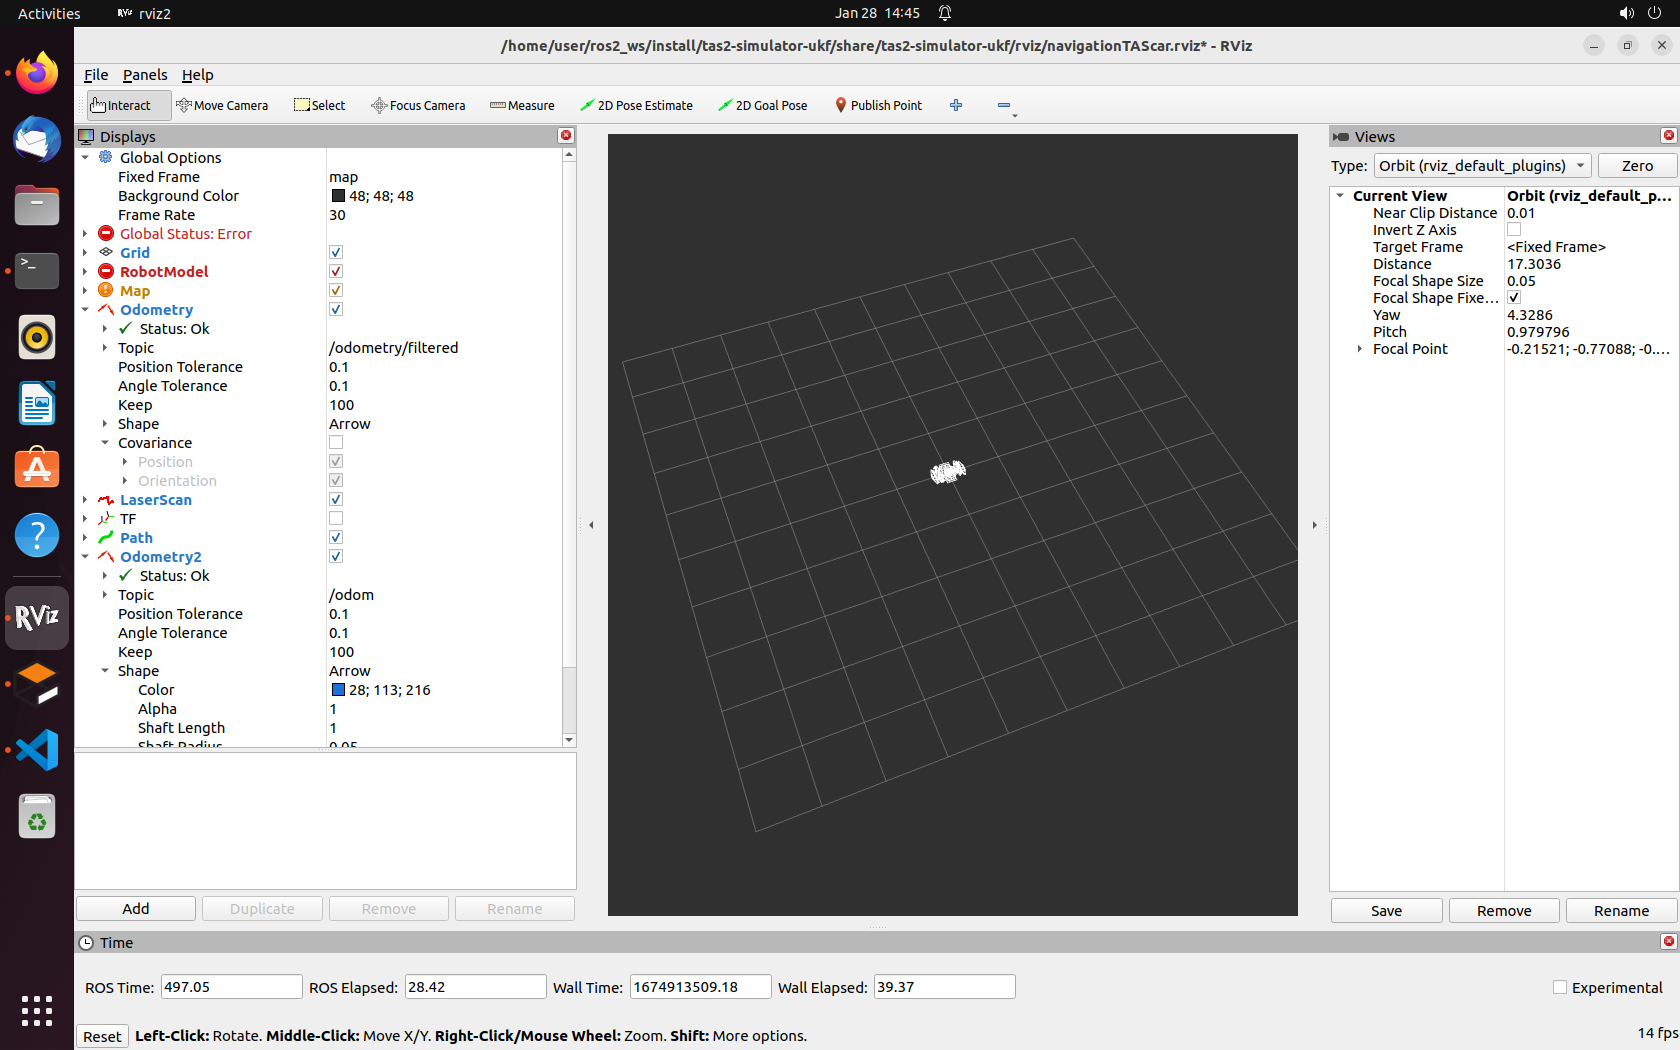 Activities
rviz2
Jan 28 14:45
/home/user/ros2_ws/install/tas2-simulator-ukf/share/tas2-simulator-ukf/rviz/navigationTAScar.rviz* - RViz
File Panels Help
Interact Move Camera Select Focus Camera Measure 2D Pose Estimate 2D Goal Pose Publish Point
Displays
Global Options
Fixed Frame map
Background Color 48; 48; 48
Frame Rate 30
Global Status: Error
Grid
RobotModel
Map
Odometry
Status: Ok
Topic /odometry/filtered
Position Tolerance 0.1
Angle Tolerance 0.1
Keep 100
Shape Arrow
Covariance
Position
Orientation
LaserScan
TF
Path
Odometry2
Status: Ok
Topic /odom
Position Tolerance 0.1
Angle Tolerance 0.1
Keep 100
Shape Arrow
Color 28; 113; 216
Alpha 1
Shaft Length 1
Shaft Radius 0.05
Add Duplicate Remove Rename
Views
Type: Orbit (rviz_default_plugins) Zero
Current View Orbit (rviz_default_p...
Near Clip Distance 0.01
Invert Z Axis
Target Frame <Fixed Frame>
Distance 17.3036
Focal Shape Size 0.05
Focal Shape Fixe...
Yaw 4.3286
Pitch 0.979796
Focal Point -0.21521; -0.77088; -0....
Save Remove Rename
Time
ROS Time: 497.05 ROS Elapsed: 28.42 Wall Time: 1674913509.18 Wall Elapsed: 39.37 Experimental
Reset Left-Click: Rotate. Middle-Click: Move X/Y. Right-Click/Mouse Wheel: Zoom. Shift: More options. 14 fps
RViz